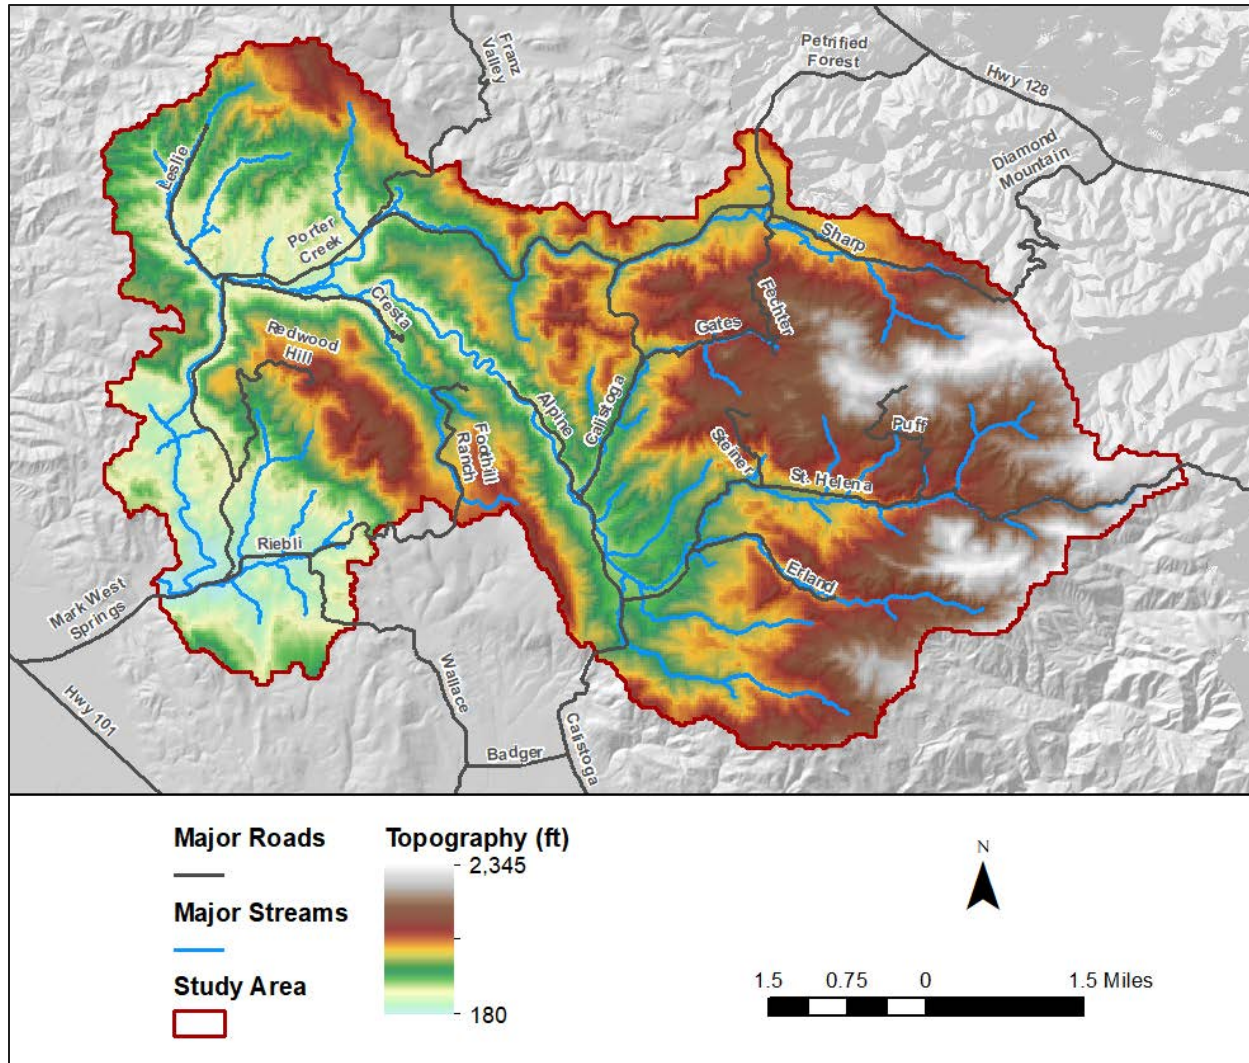 Franz
Valley
Petrified
Forest
Hwy 128
Diamond
Mountain
Leslie
Porter
Creek
Sharp
Cresta
Fechter
Gates
Redwood
Hill
Alpine
Calistoga
Puff
Foothill
Ranch
Steiner
St. Helena
Riebli
Erland
Mark West
Springs
Wallace
Hwy 101
Calistoga
Badger
Major Roads
Major Streams
Study Area
Topography (ft)
2,345
180
N
1.5 0.75 0 1.5 Miles